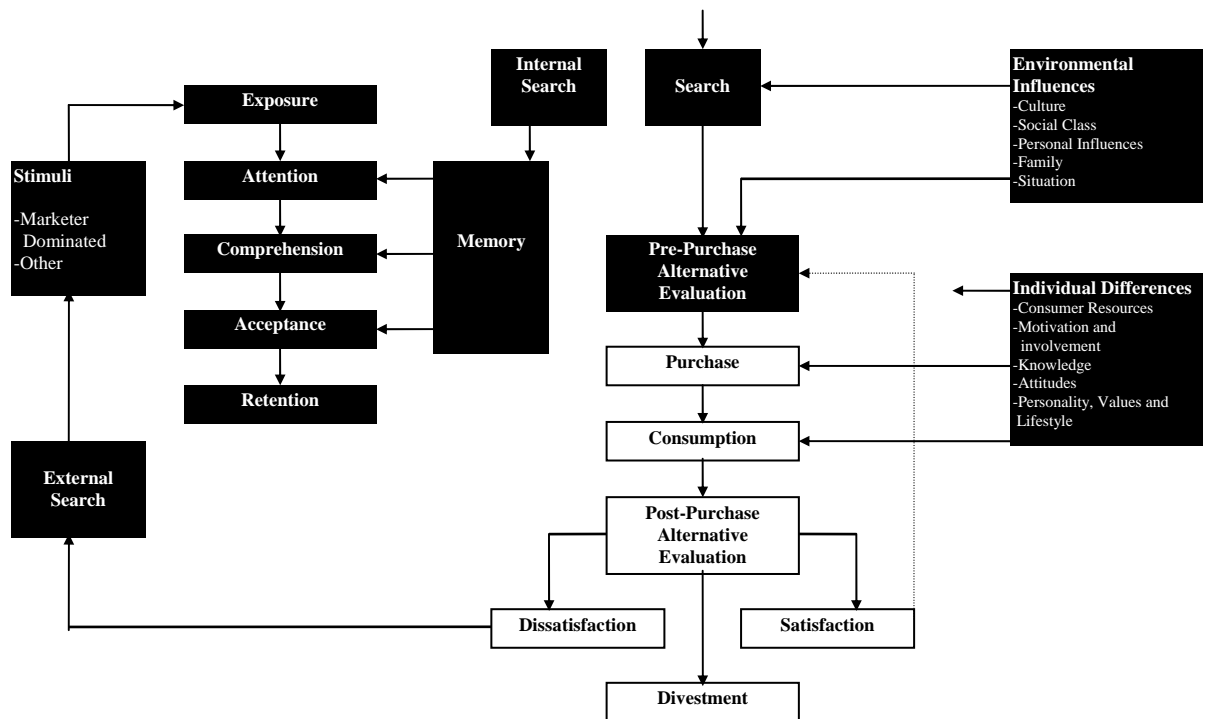 Internal
Search
Search
Environmental
Influences
-Culture
-Social Class
-Personal Influences
-Family
-Situation
Exposure
Stimuli
-Marketer
Dominated
-Other
Attention
Memory
Comprehension
Pre-Purchase
Alternative
Evaluation
Individual Differences
-Consumer Resources
-Motivation and
involvement
-Knowledge
-Attitudes
-Personality, Values and
Lifestyle
Acceptance
Purchase
Retention
Consumption
External
Search
Post-Purchase
Alternative
Evaluation
Dissatisfaction
Satisfaction
Divestment